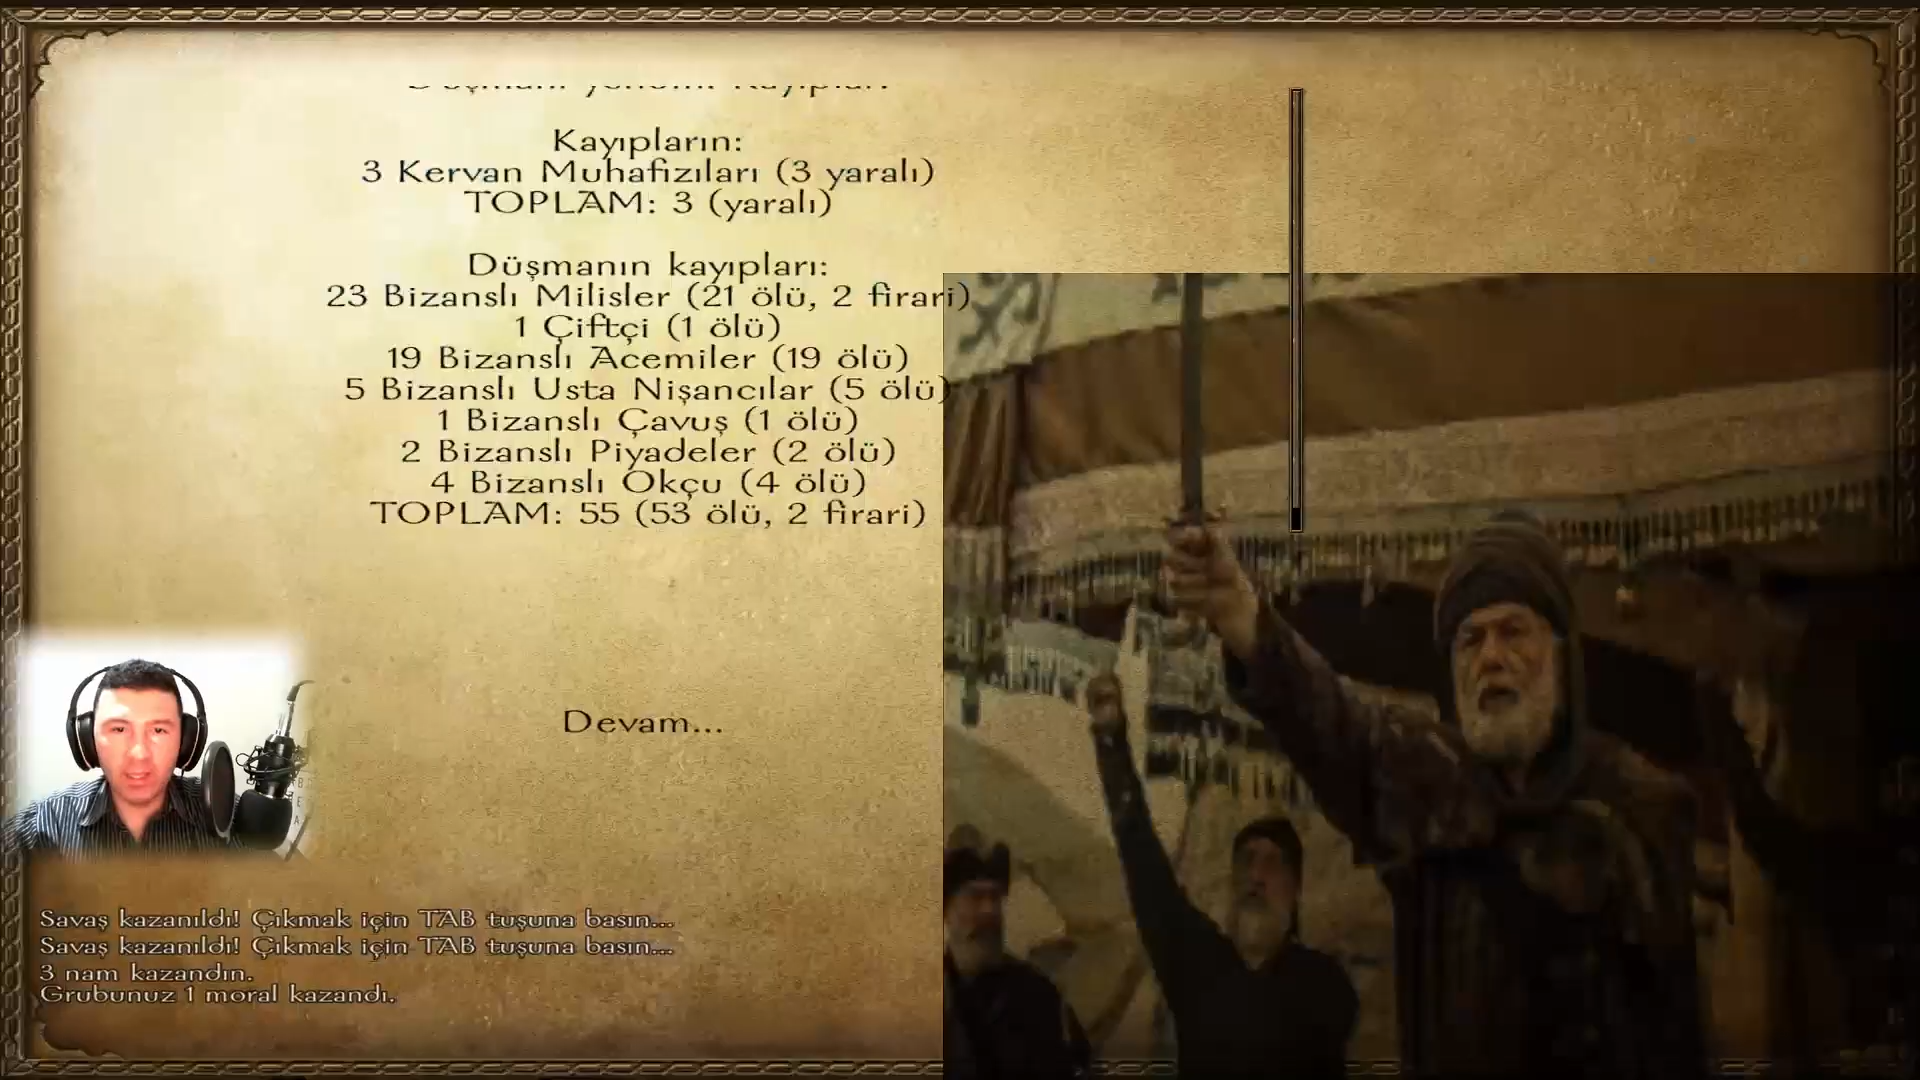 Kayıpların:
3 Kervan Muhafızıları (3 yaralı)
TOPLAM: 3 (yaralı)
Düşmanın kayıpları:
23 Bizanslı Milisler (21 ölü, 2 firari)
1 Çiftçi (1 ölü)
19 Bizanslı Acemiler (19 ölü)
5 Bizanslı Usta Nişancılar (5 ölü)
1 Bizanslı Çavuş (1 ölü)
2 Bizanslı Piyadeler (2 ölü)
4 Bizanslı Okçu (4 ölü)
TOPLAM: 55 (53 ölü, 2 firari)
Devam...
Savaş kazanıldı! Çıkmak için TAB tuşuna basın...
Savaş kazanıldı! Çıkmak için TAB tuşuna basın...
3 nam kazandın.
Grubunuz 1 moral kazandı.